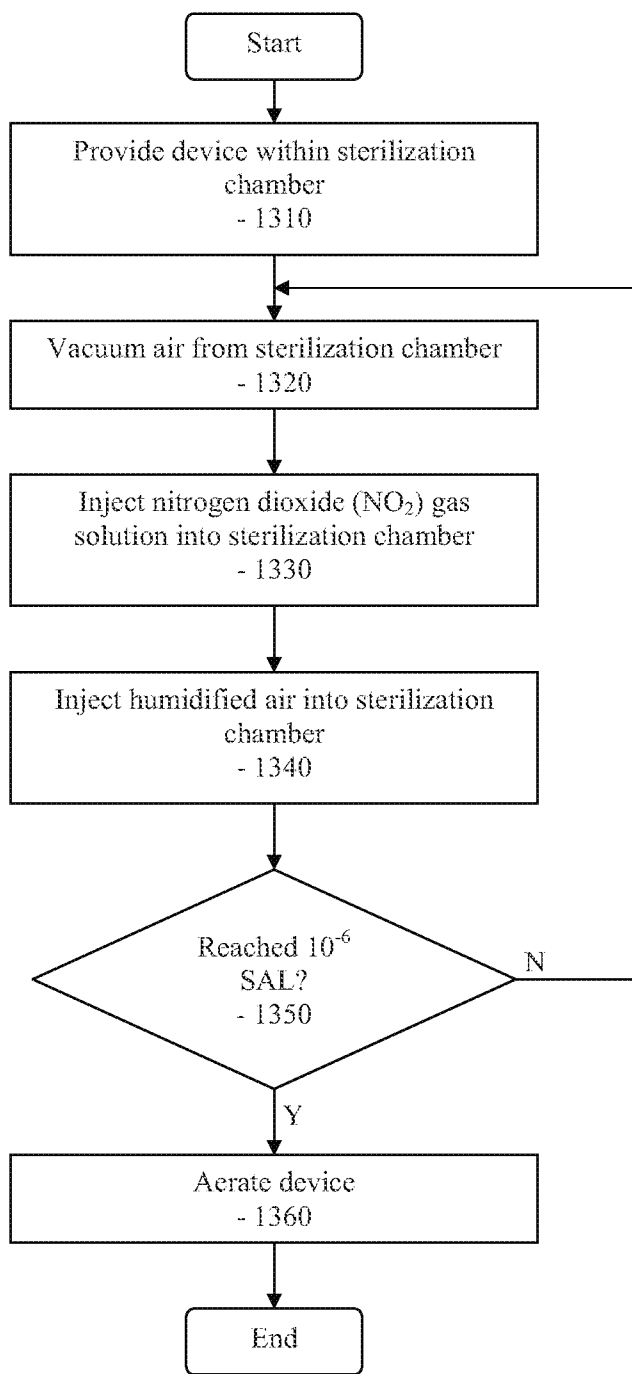 Start
Provide device within sterilization
chamber
- 1310
Vacuum air from sterilization chamber
- 1320
Inject nitrogen dioxide (NO₂) gas
solution into sterilization chamber
- 1330
Inject humidified air into sterilization
chamber
- 1340
Reached 10⁻⁶
SAL?
- 1350
N
Y
Aerate device
- 1360
End